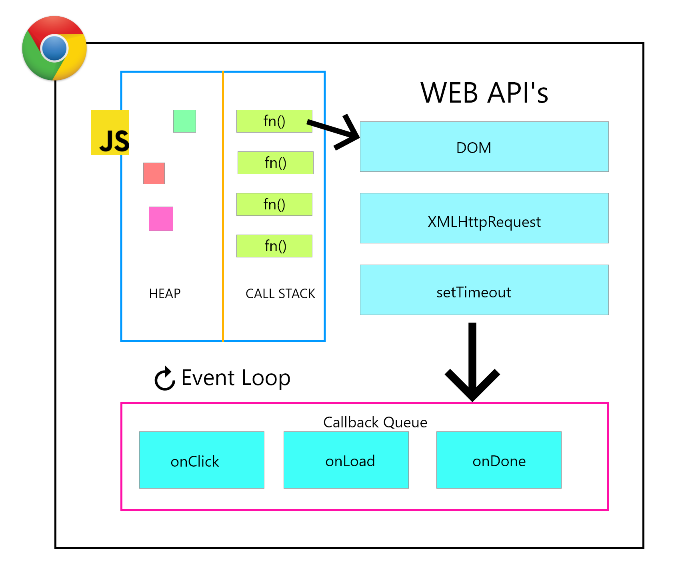 WEB API's
JS
fn()
fn()
fn()
fn()
HEAP
CALL STACK
DOM
XMLHttpRequest
setTimeout
Event Loop
Callback Queue
onClick
onLoad
onDone